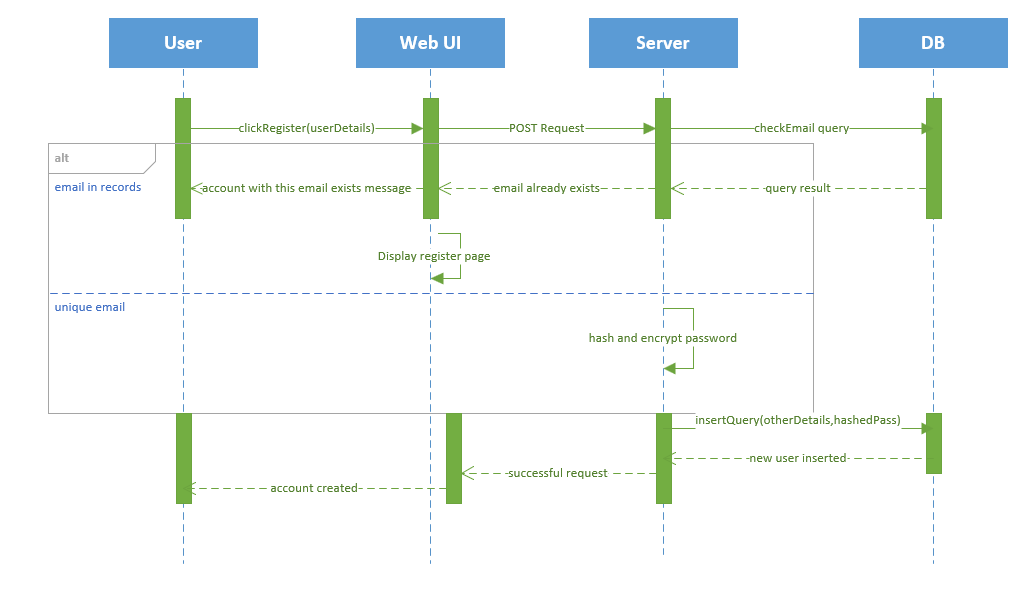 User
Web UI
Server
DB
clickRegister(userDetails)
POST Request
checkEmail query
alt
email in records
account with this email exists message
email already exists
query result
Display register page
unique email
hash and encrypt password
insertQuery(otherDetails,hashedPass)
new user inserted
successful request
account created